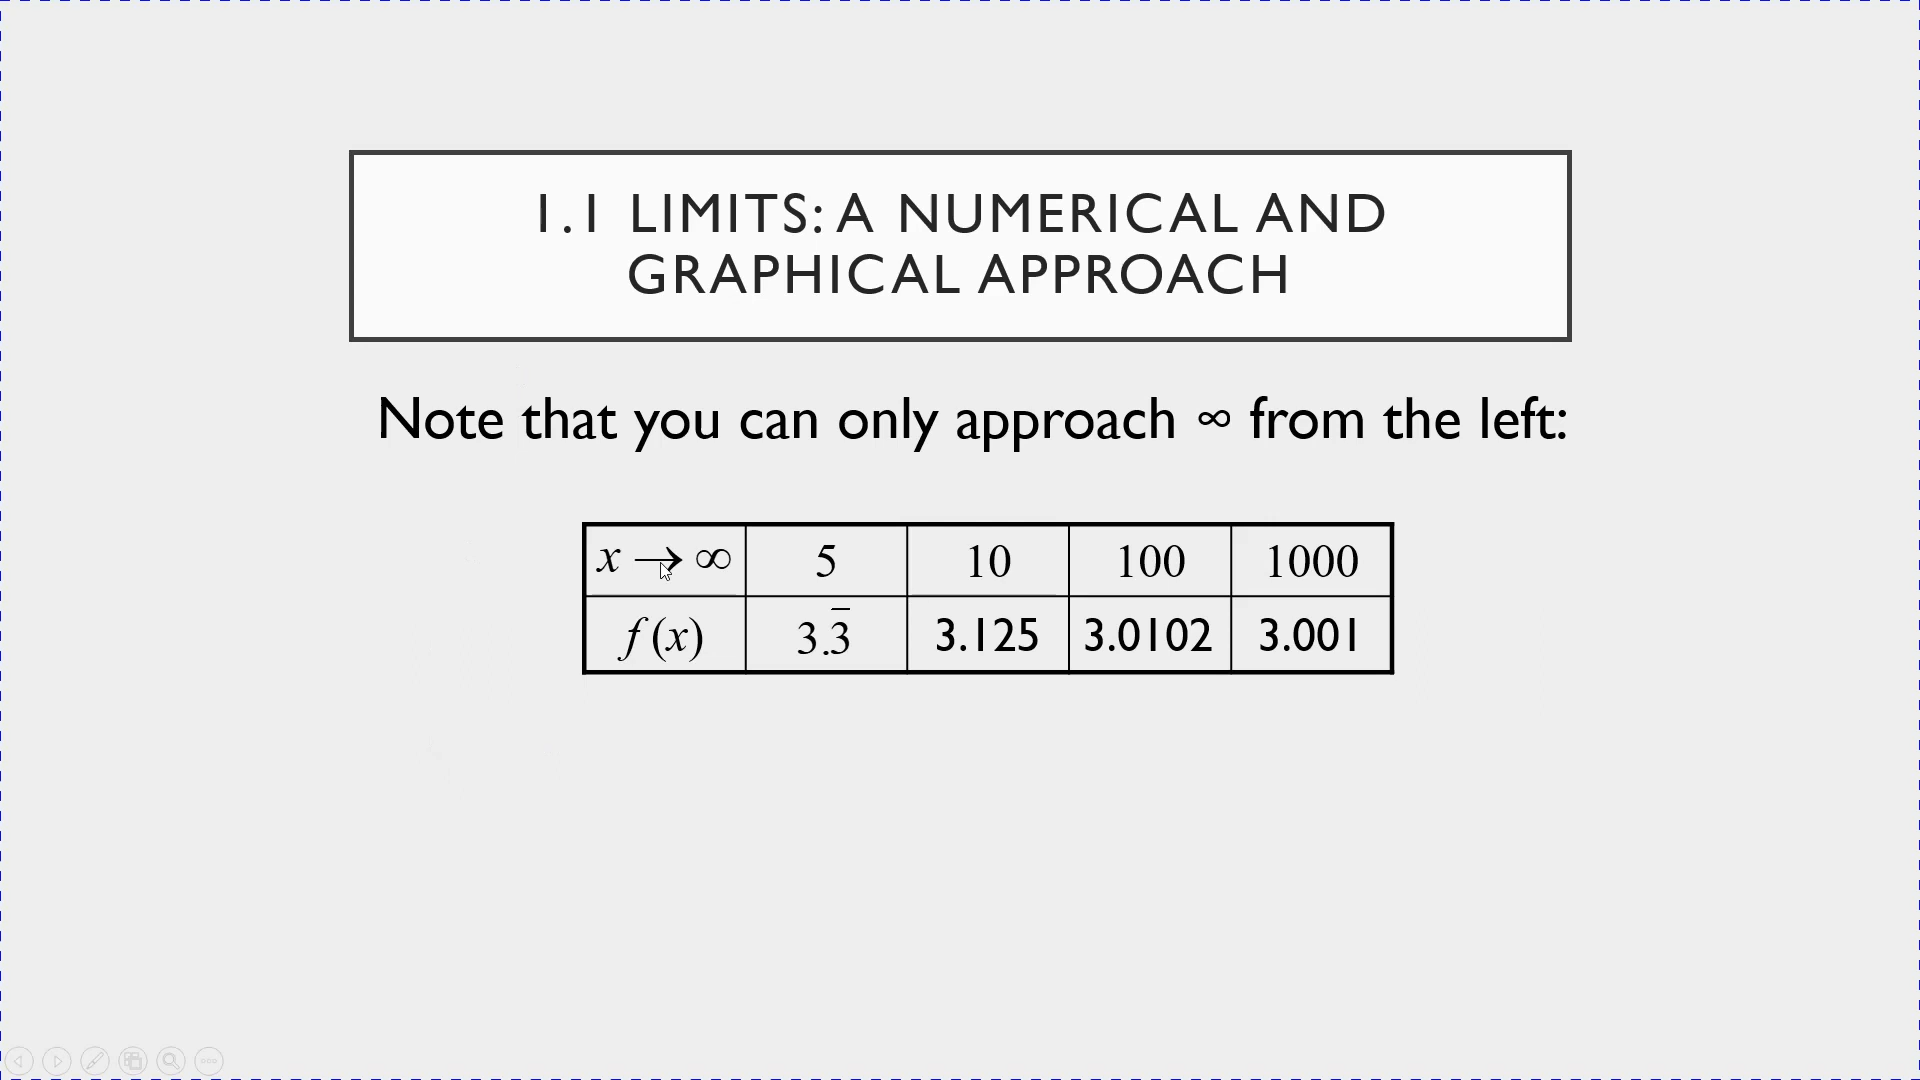 1.1 LIMITS: A NUMERICAL AND
GRAPHICAL APPROACH
Note that you can only approach ∞ from the left:
x → ∞ 5 10 100 1000
f(x) 3.3̅ 3.125 3.0102 3.001